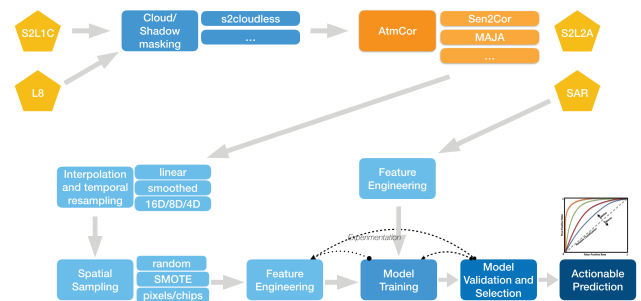 S2L1C
Cloud/
Shadow
masking
s2cloudless
...
AtmCor
Sen2Cor
MAJA
...
S2L2A
L8
SAR
Interpolation
and temporal
resampling
linear
smoothed
16D/8D/4D
Feature
Engineering
Experimentation
Spatial
Sampling
random
SMOTE
pixels/chips
Feature
Engineering
Model
Training
Model
Validation and
Selection
Actionable
Prediction